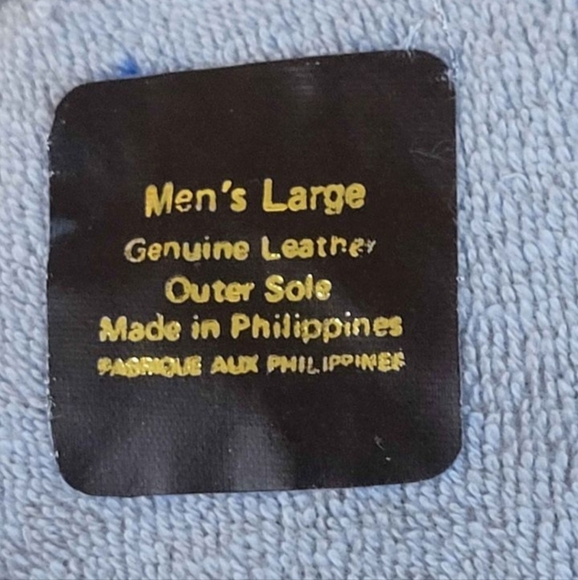 Men's Large
Genuine Leather
Outer Sole
Made in Philippines
FABRIQUE AUX PHILIPPINES